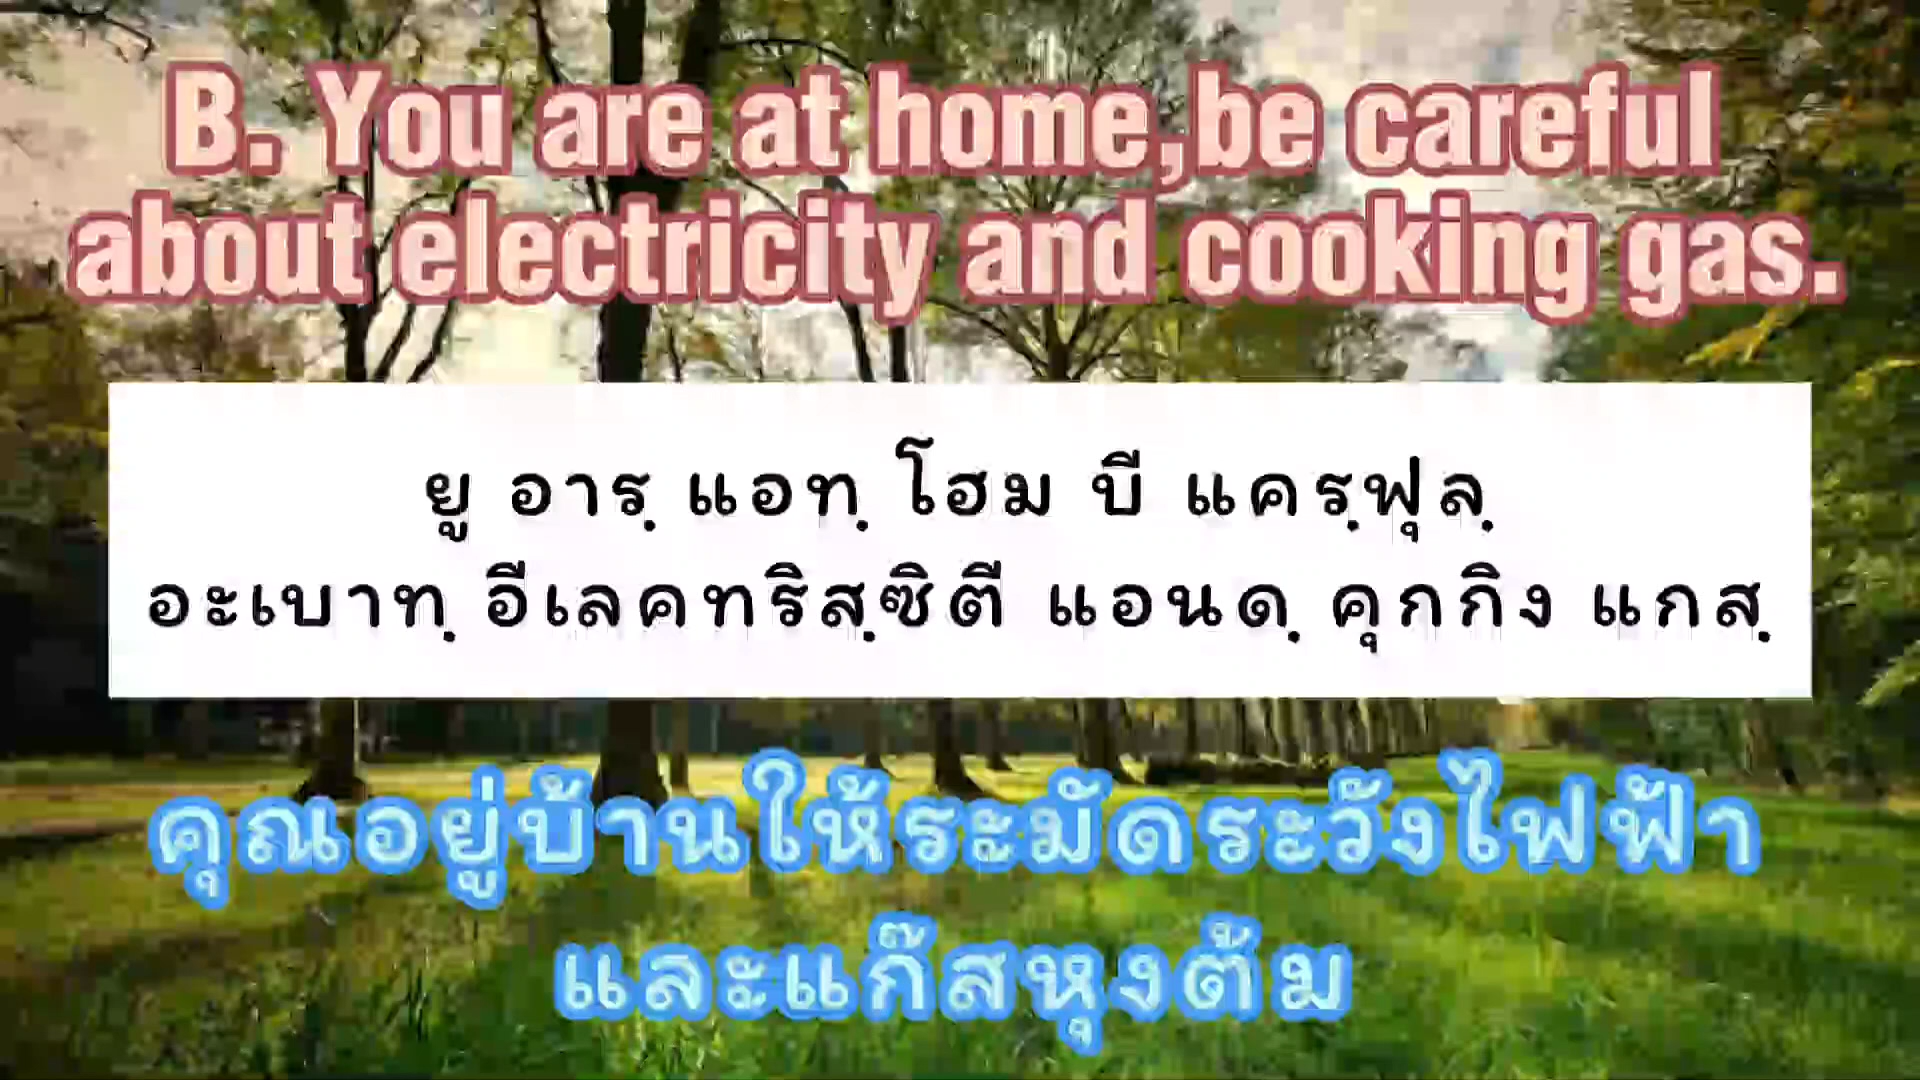 B. You are at home,be careful
about electricity and cooking gas.
ยู อารฺ แอทฺ โฮม บี แครฺฟุลฺ
อะเบาทฺ อีเลคทริสฺซิตี แอนดฺ คุกกิง แกสฺ
คุณอยู่บ้านให้ระมัดระวังไฟฟ้า
และแก๊สหุงต้ม